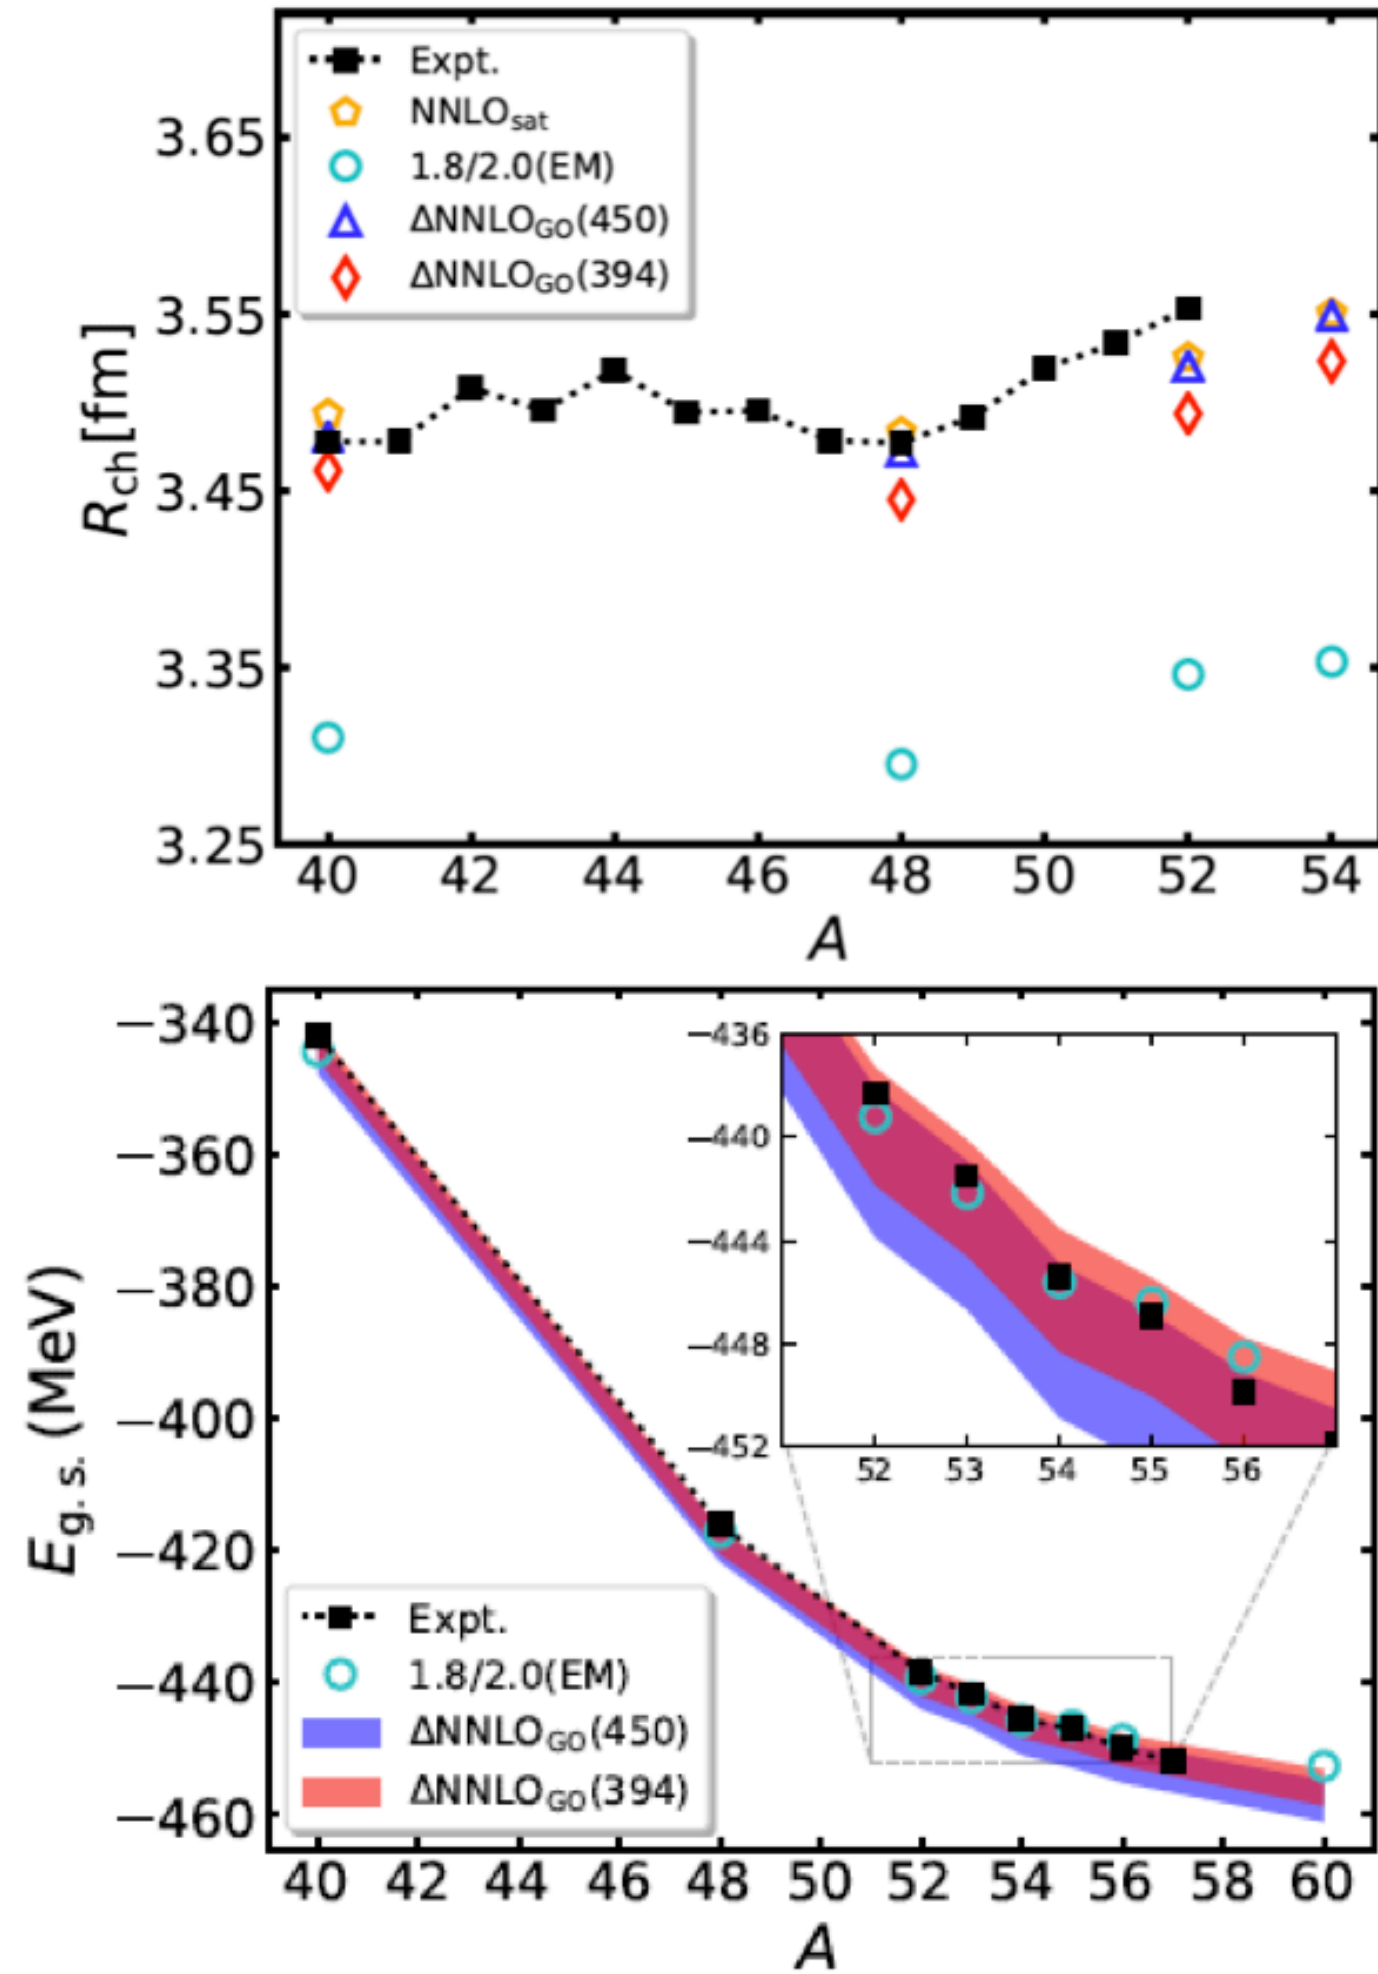 Expt.
NNLOsat
1.8/2.0(EM)
ΔNNLOGO(450)
ΔNNLOGO(394)
Rch[fm]
3.65
3.55
3.45
3.35
3.25
40 42 44 46 48 50 52 54
A
Eg.s. (MeV)
−340
−360
−380
−400
−420
−440
−460
−436
−440
−444
−448
−452
52 53 54 55 56
Expt.
1.8/2.0(EM)
ΔNNLOGO(450)
ΔNNLOGO(394)
40 42 44 46 48 50 52 54 56 58 60
A